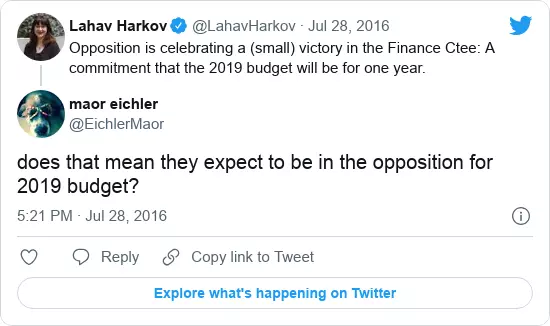 Lahav Harkov @LahavHarkov · Jul 28, 2016
Opposition is celebrating a (small) victory in the Finance Ctee: A
commitment that the 2019 budget will be for one year.
maor eichler
@EichlerMaor
does that mean they expect to be in the opposition for
2019 budget?
5:21 PM · Jul 28, 2016
Reply Copy link to Tweet
Explore what's happening on Twitter